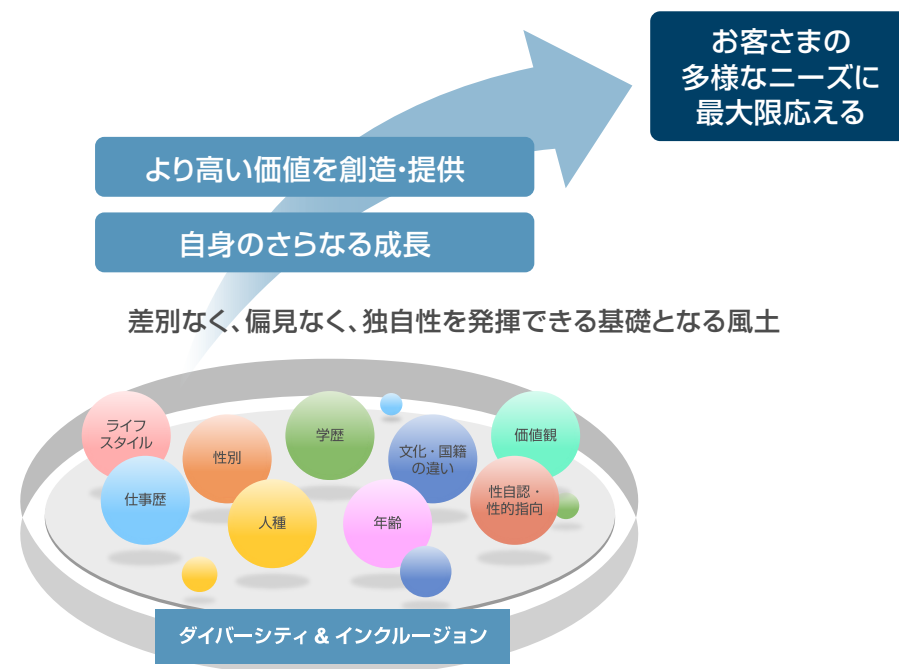 お客さまの
多様なニーズに
最大限応える
より高い価値を創造・提供
自身のさらなる成長
差別なく、偏見なく、独自性を発揮できる基礎となる風土
ライフ
スタイル
性別
学歴
文化・国籍
の違い
価値観
仕事歴
人種
年齢
性自認・
性的指向
ダイバーシティ & インクルージョン